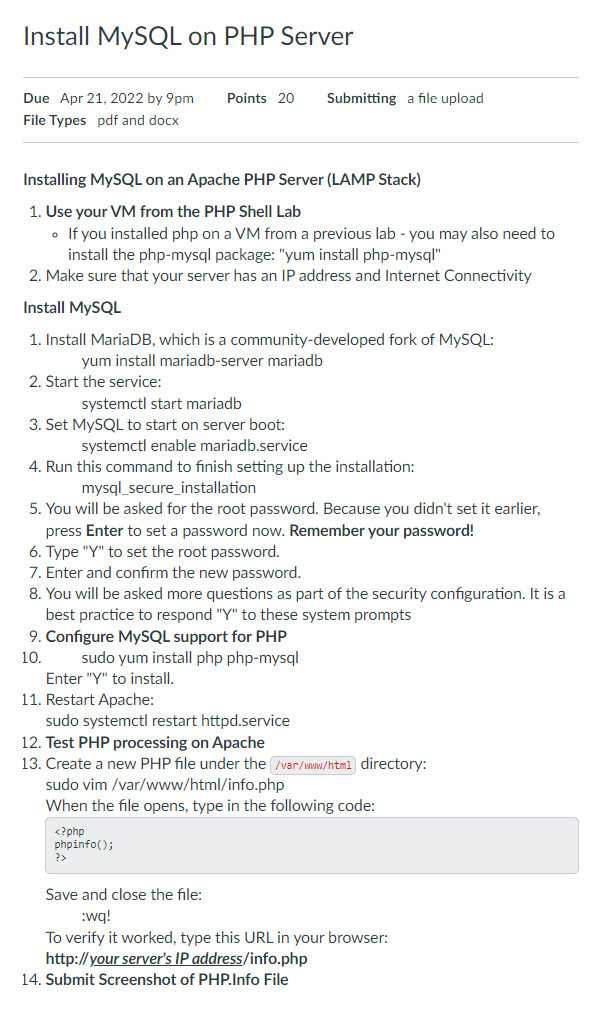 Install MySQL on PHP Server
Due Apr 21, 2022 by 9pm Points 20 Submitting a file upload
File Types pdf and docx
Installing MySQL on an Apache PHP Server (LAMP Stack)
1. Use your VM from the PHP Shell Lab
◦ If you installed php on a VM from a previous lab - you may also need to
install the php-mysql package: "yum install php-mysql"
2. Make sure that your server has an IP address and Internet Connectivity
Install MySQL
1. Install MariaDB, which is a community-developed fork of MySQL:
yum install mariadb-server mariadb
2. Start the service:
systemctl start mariadb
3. Set MySQL to start on server boot:
systemctl enable mariadb.service
4. Run this command to finish setting up the installation:
mysql_secure_installation
5. You will be asked for the root password. Because you didn't set it earlier,
press Enter to set a password now. Remember your password!
6. Type "Y" to set the root password.
7. Enter and confirm the new password.
8. You will be asked more questions as part of the security configuration. It is a
best practice to respond "Y" to these system prompts
9. Configure MySQL support for PHP
10. sudo yum install php php-mysql
Enter "Y" to install.
11. Restart Apache:
sudo systemctl restart httpd.service
12. Test PHP processing on Apache
13. Create a new PHP file under the /var/www/html directory:
sudo vim /var/www/html/info.php
When the file opens, type in the following code:
<?php
phpinfo();
?>
Save and close the file:
:wq!
To verify it worked, type this URL in your browser:
http://your server's IP address/info.php
14. Submit Screenshot of PHP.Info File